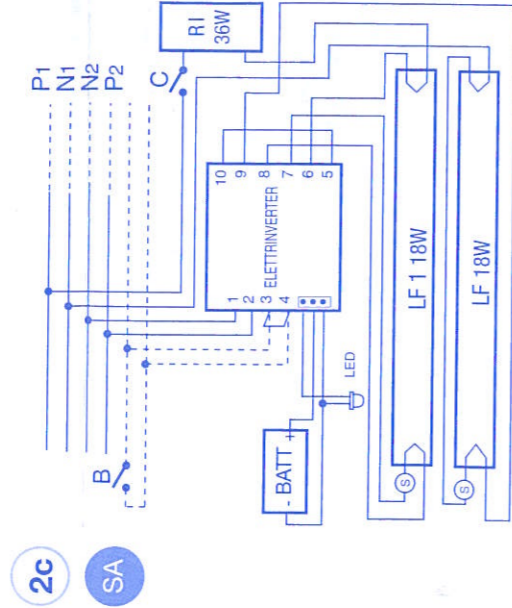 2c
SA
B
P1
N1
N2
P2
C
RI
36W
1
2
3
4
ELETTRINVERTER
10
9
8
7
6
5
- BATT +
LED
S
LF 1 18W
S
LF 18W